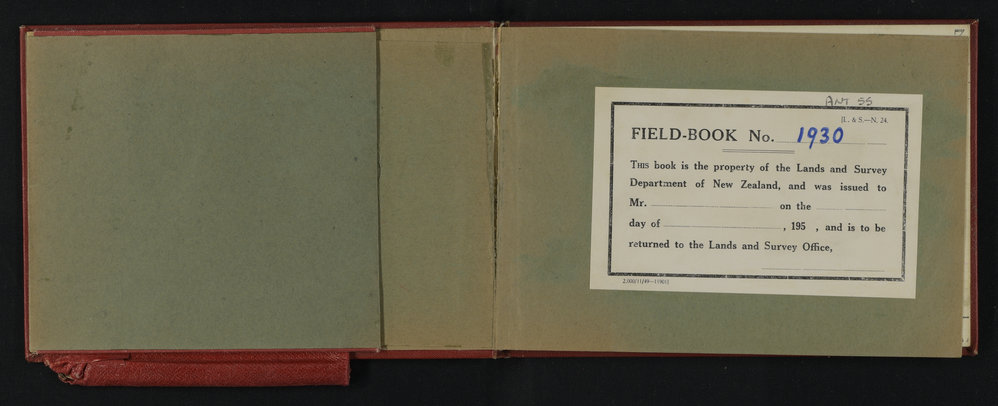 ANT 55
[L. & S.—N. 24.
FIELD-BOOK No. 1930
THIS book is the property of the Lands and Survey
Department of New Zealand, and was issued to
Mr. on the
day of , 195 , and is to be
returned to the Lands and Survey Office,